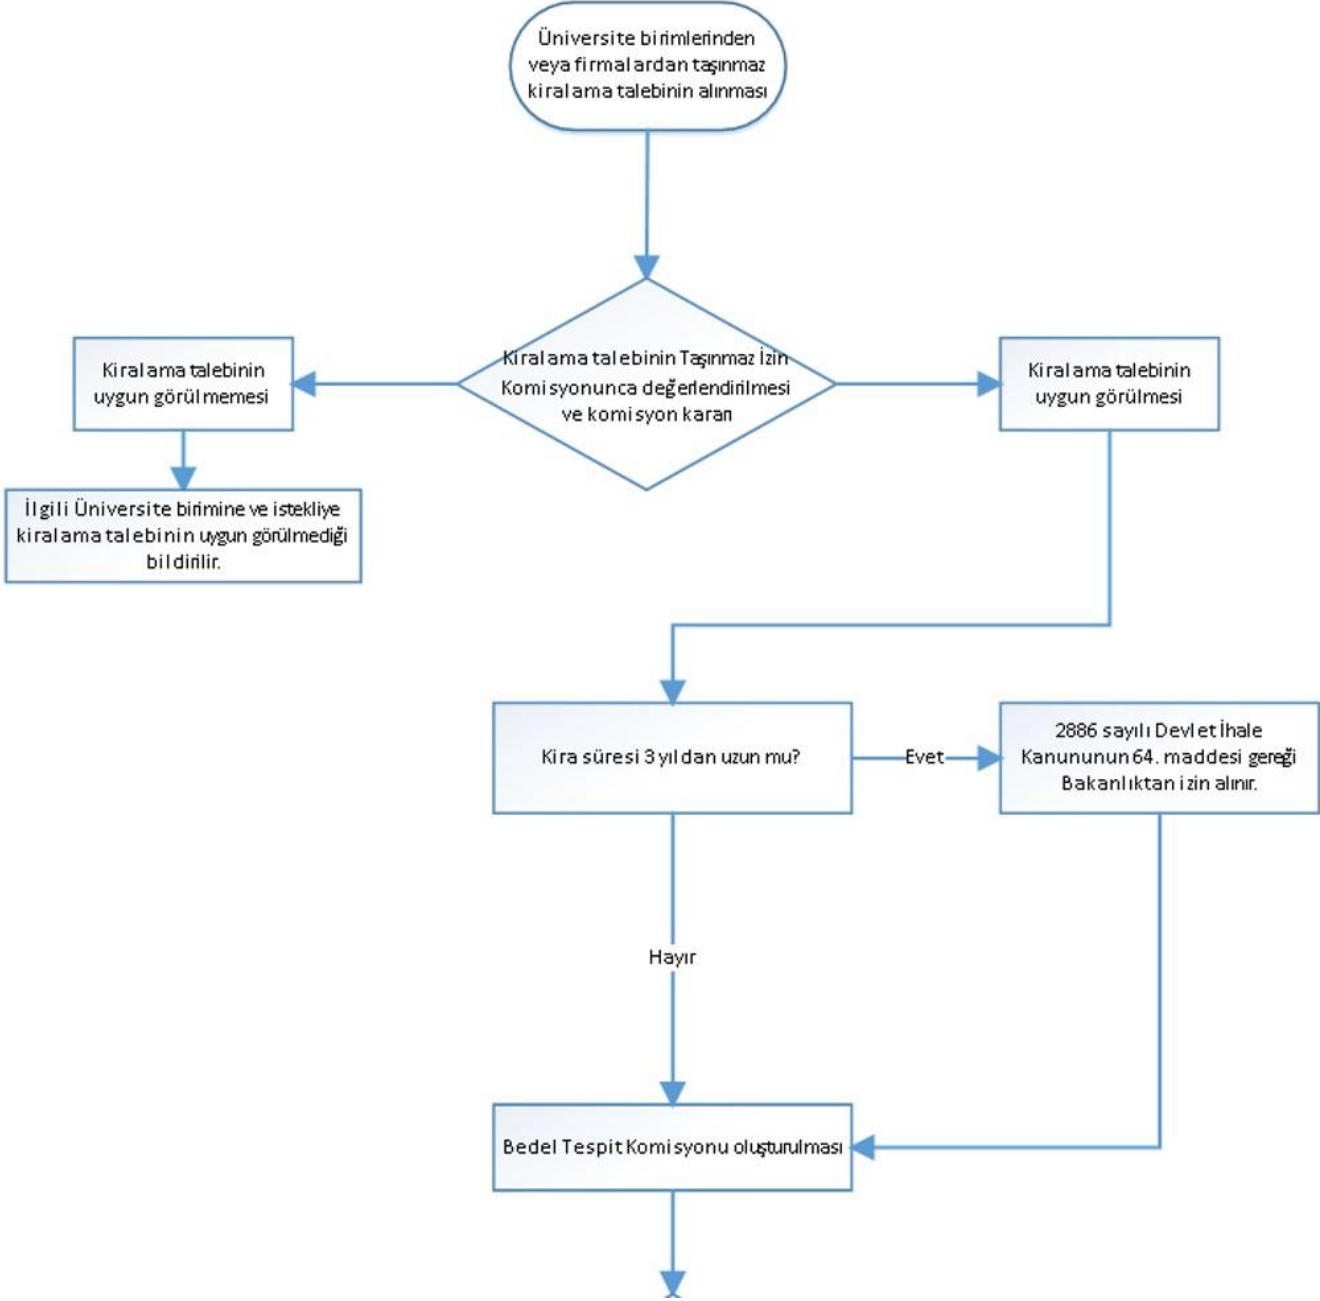 Üniversite birimlerinden
veya firmalardan taşınmaz
kiralama talebinin alınması
Kiralama talebinin Taşınmaz İzin
Komisyonunca değerlendirilmesi
ve komisyon kararı
Kiralama talebinin
uygun görülmemesi
Kiralama talebinin
uygun görülmesi
İlgili Üniversite birimine ve istekliye
kiralama talebinin uygun görülmediği
bildirilir.
Kira süresi 3 yıldan uzun mu?
Evet
2886 sayılı Devlet İhale
Kanununun 64. maddesi gereği
Bakanlıktan izin alınır.
Hayır
Bedel Tespit Komisyonu oluşturulması